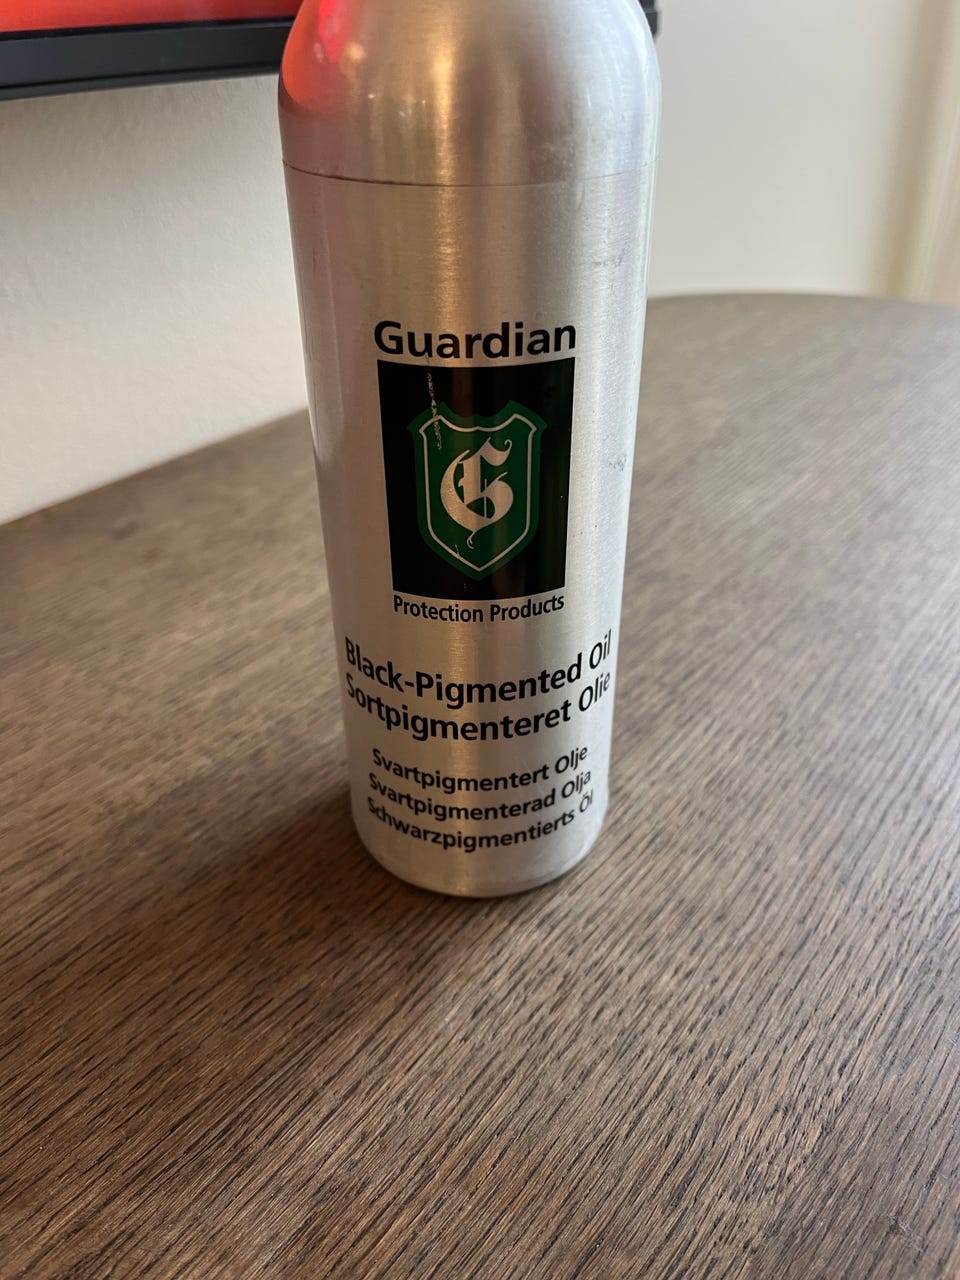 Guardian
G
Protection Products
Black-Pigmented Oil
Sortpigmenteret Olie
Svartpigmentert Olje
Svartpigmenterad Olja
Schwarzpigmentierts Öl